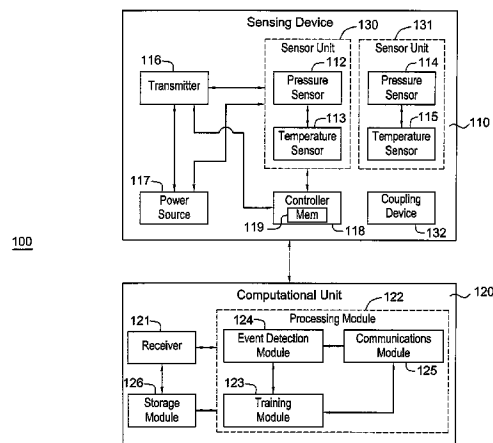 Sensing Device
130
131
116
Sensor Unit
Sensor Unit
112
114
Transmitter
Pressure
Sensor
Pressure
Sensor
113
115
110
Temperature
Sensor
Temperature
Sensor
117
Power
Source
Controller
Mem
Coupling
Device
119
118
132
100
120
Computational Unit
122
121
124
Processing Module
Receiver
Event Detection
Module
Communications
Module
126
123
125
Storage
Module
Training
Module